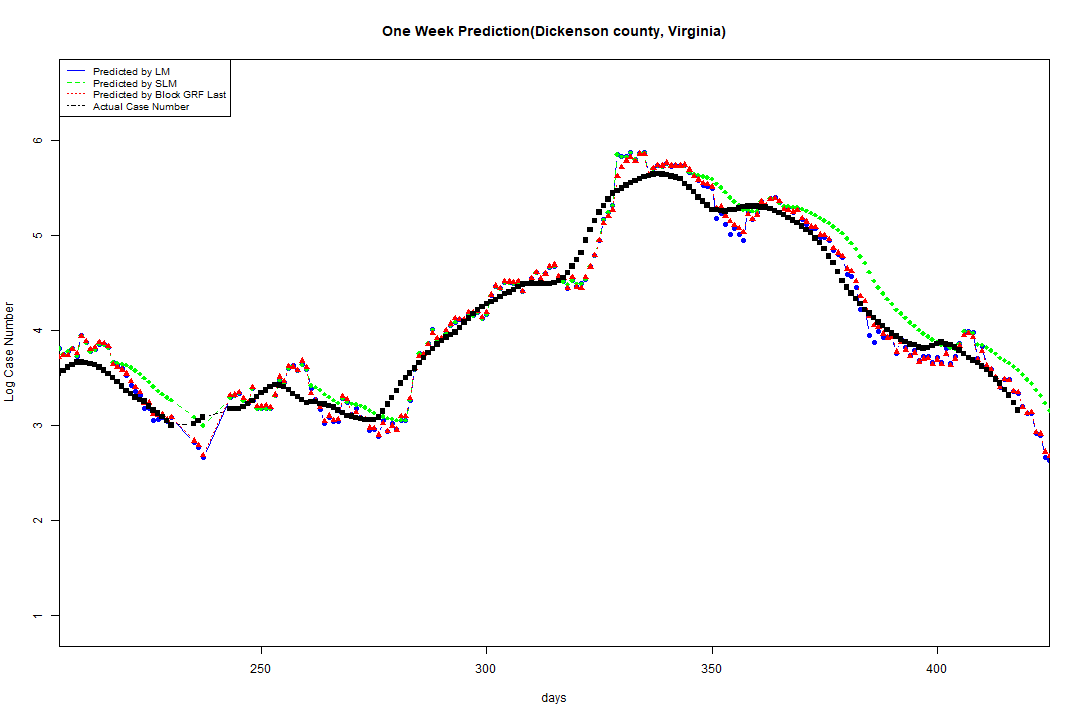 One Week Prediction(Dickenson county, Virginia)
Predicted by LM
Predicted by SLM
Predicted by Block GRF Last
Actual Case Number
6
5
4
3
2
1
Log Case Number
250 300 350 400
days